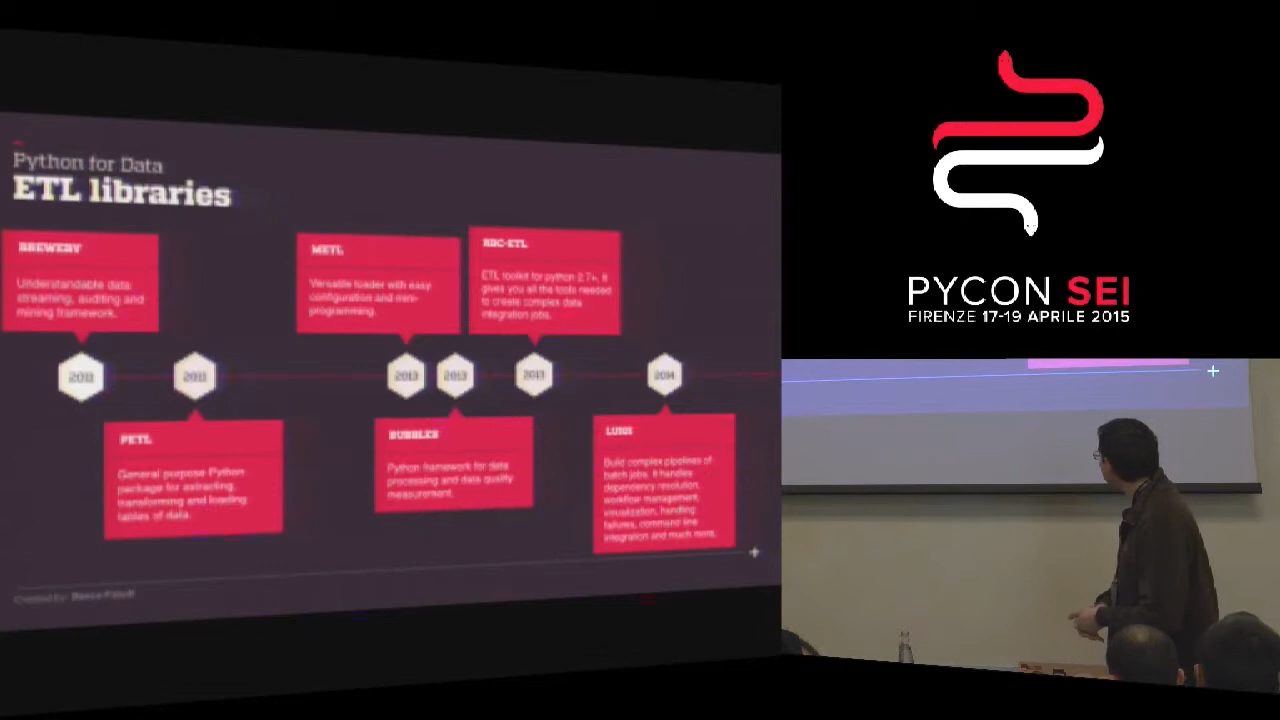 Python for Data
ETL libraries
BREWERY
Understandable data
streaming, auditing and
mining framework.
METL
Versatile loader with easy
configuration and mini-
programming.
RDC-ETL
ETL toolkit for python 2.7+. It
gives you all the tools needed
to create complex data
integration jobs.
2011
2011
2013
2013
2013
2014
PETL
General purpose Python
package for extracting,
transforming and loading
tables of data.
BUBBLES
Python framework for data
processing and data quality
measurement.
LUIGI
Build complex pipelines of
batch jobs. It handles
dependency resolution,
workflow management,
visualization, handling
failures, command line
integration and much more.
Created by:
PYCON SEI
FIRENZE 17-19 APRILE 2015